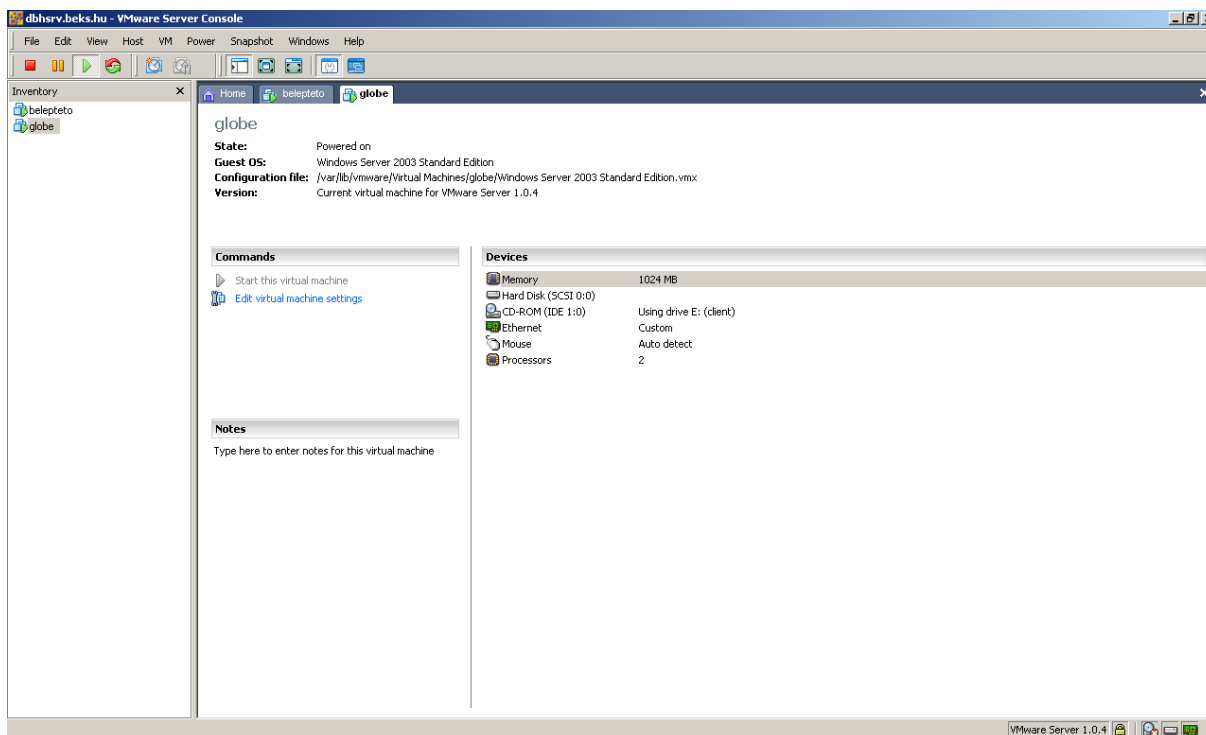 dbhsrv.beks.hu - VMware Server Console
File Edit View Host VM Power Snapshot Windows Help
Inventory
belepteto
globe
Home belepteto globe
globe
State: Powered on
Guest OS: Windows Server 2003 Standard Edition
Configuration file: /var/lib/vmware/Virtual Machines/globe/Windows Server 2003 Standard Edition.vmx
Version: Current virtual machine for VMware Server 1.0.4
Commands
Start this virtual machine
Edit virtual machine settings
Devices
Memory 1024 MB
Hard Disk (SCSI 0:0)
CD-ROM (IDE 1:0) Using drive E: (client)
Ethernet Custom
Mouse Auto detect
Processors 2
Notes
Type here to enter notes for this virtual machine
VMware Server 1.0.4